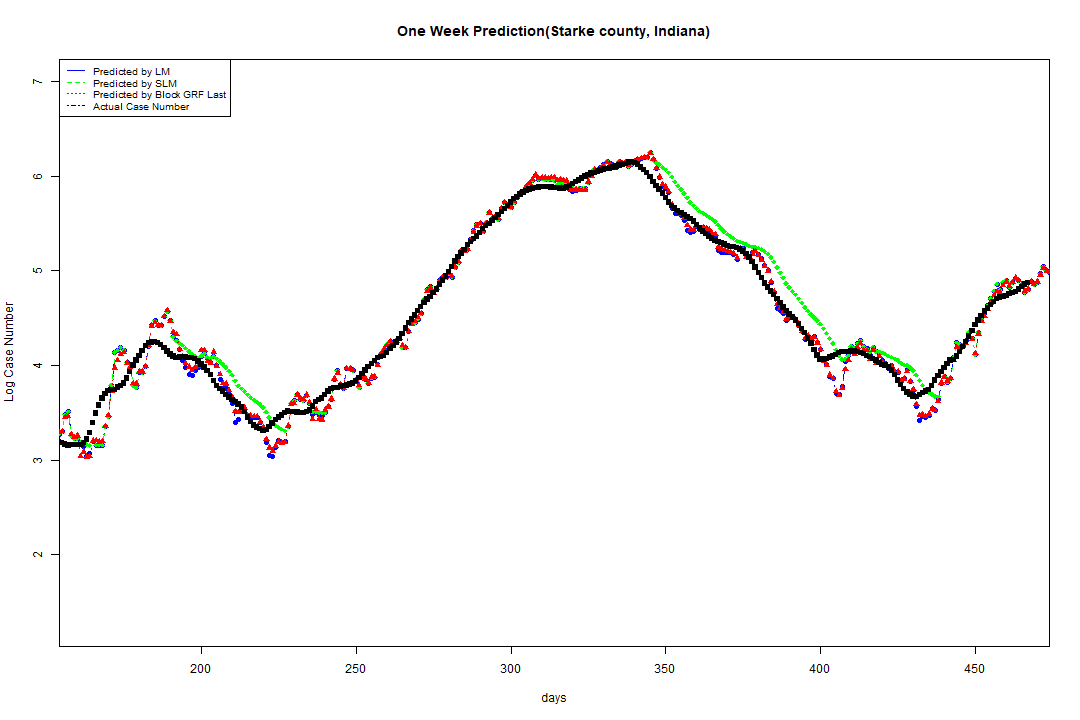 One Week Prediction(Starke county, Indiana)
Predicted by LM
Predicted by SLM
Predicted by Block GRF Last
Actual Case Number
7
6
5
4
3
2
Log Case Number
200 250 300 350 400 450
days